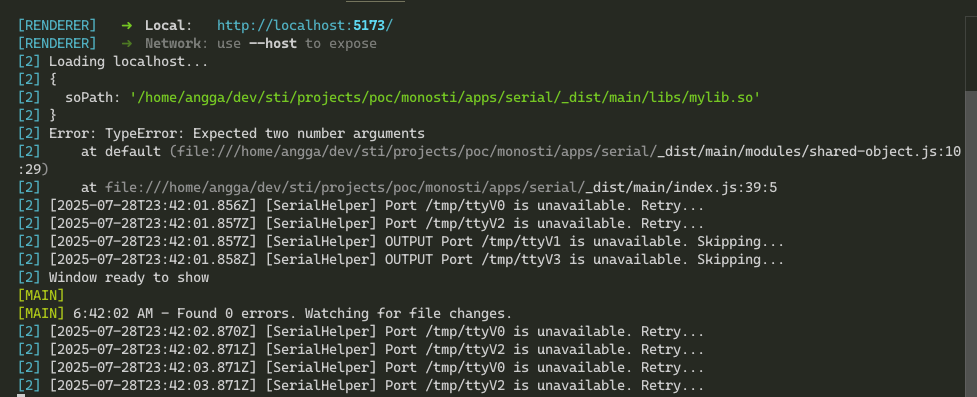 [RENDERER]   ➜  Local:   http://localhost:5173/
[RENDERER]   ➜  Network: use --host to expose
[2] Loading localhost...
[2] {
[2]   soPath: '/home/angga/dev/sti/projects/poc/monosti/apps/serial/_dist/main/libs/mylib.so'
[2] }
[2] Error: TypeError: Expected two number arguments
[2]     at default (file:///home/angga/dev/sti/projects/poc/monosti/apps/serial/_dist/main/modules/shared-object.js:10
:29)
[2]     at file:///home/angga/dev/sti/projects/poc/monosti/apps/serial/_dist/main/index.js:39:5
[2] [2025-07-28T23:42:01.856Z] [SerialHelper] Port /tmp/ttyV0 is unavailable. Retry...
[2] [2025-07-28T23:42:01.857Z] [SerialHelper] Port /tmp/ttyV2 is unavailable. Retry...
[2] [2025-07-28T23:42:01.857Z] [SerialHelper] OUTPUT Port /tmp/ttyV1 is unavailable. Skipping...
[2] [2025-07-28T23:42:01.858Z] [SerialHelper] OUTPUT Port /tmp/ttyV3 is unavailable. Skipping...
[2] Window ready to show
[MAIN]
[MAIN] 6:42:02 AM - Found 0 errors. Watching for file changes.
[2] [2025-07-28T23:42:02.870Z] [SerialHelper] Port /tmp/ttyV0 is unavailable. Retry...
[2] [2025-07-28T23:42:02.871Z] [SerialHelper] Port /tmp/ttyV2 is unavailable. Retry...
[2] [2025-07-28T23:42:03.871Z] [SerialHelper] Port /tmp/ttyV0 is unavailable. Retry...
[2] [2025-07-28T23:42:03.871Z] [SerialHelper] Port /tmp/ttyV2 is unavailable. Retry...